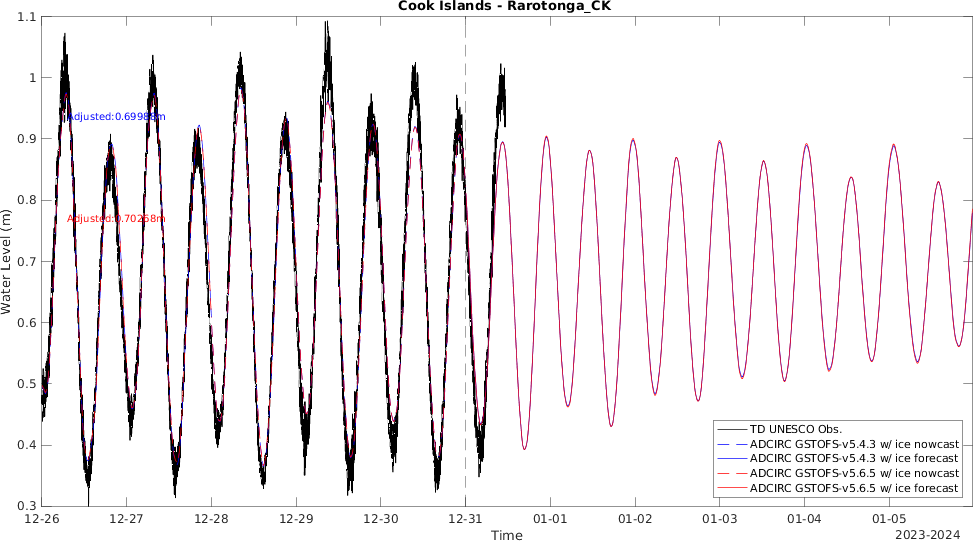 Cook Islands - Rarotonga_CK
1.1
1
0.9
0.8
0.7
0.6
0.5
0.4
0.3
Water Level (m)
Adjusted:0.69988m
Adjusted:0.70258m
TD UNESCO Obs.
ADCIRC GSTOFS-v5.4.3 w/ ice nowcast
ADCIRC GSTOFS-v5.4.3 w/ ice forecast
ADCIRC GSTOFS-v5.6.5 w/ ice nowcast
ADCIRC GSTOFS-v5.6.5 w/ ice forecast
12-26 12-27 12-28 12-29 12-30 12-31 01-01 01-02 01-03 01-04 01-05
Time
2023-2024